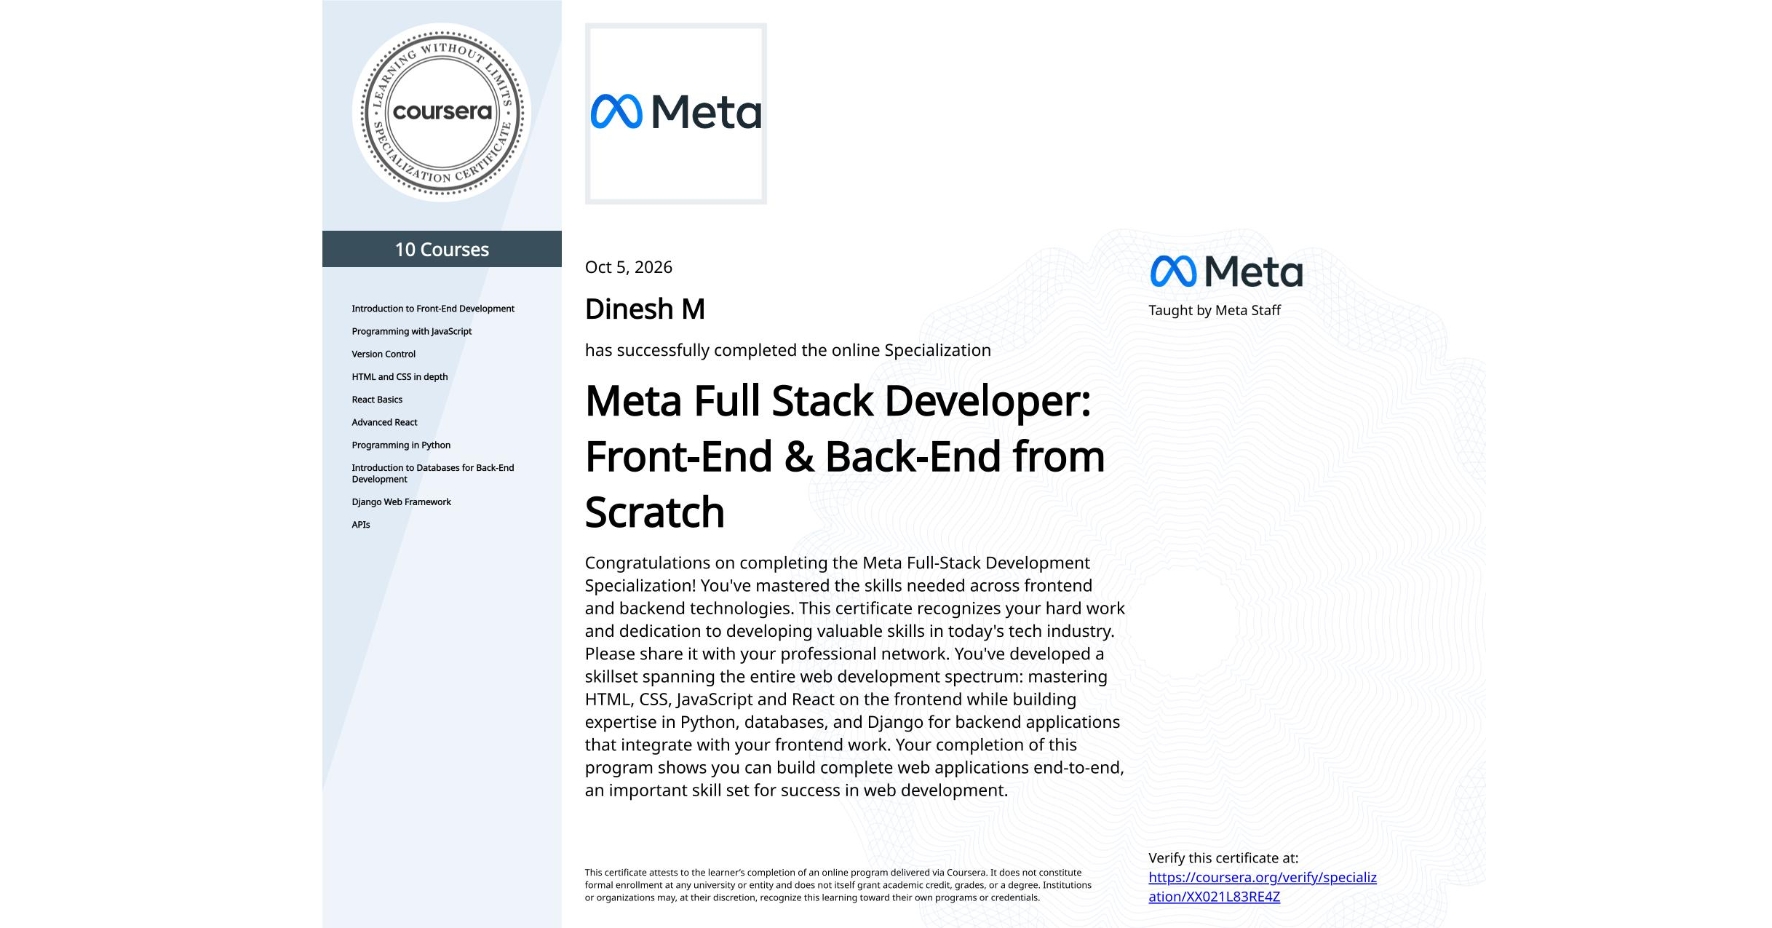 LEARNING WITHOUT LIMITS
coursera
SPECIALIZATION CERTIFICATE
10 Courses
Introduction to Front-End Development
Programming with JavaScript
Version Control
HTML and CSS in depth
React Basics
Advanced React
Programming in Python
Introduction to Databases for Back-End
Development
Django Web Framework
APIs
Meta
Oct 5, 2026
Dinesh M
has successfully completed the online Specialization
Meta Full Stack Developer:
Front-End & Back-End from
Scratch
Congratulations on completing the Meta Full-Stack Development
Specialization! You've mastered the skills needed across frontend
and backend technologies. This certificate recognizes your hard work
and dedication to developing valuable skills in today's tech industry.
Please share it with your professional network. You've developed a
skillset spanning the entire web development spectrum: mastering
HTML, CSS, JavaScript and React on the frontend while building
expertise in Python, databases, and Django for backend applications
that integrate with your frontend work. Your completion of this
program shows you can build complete web applications end-to-end,
an important skill set for success in web development.
This certificate attests to the learner's completion of an online program delivered via Coursera. It does not constitute
formal enrollment at any university or entity and does not itself grant academic credit, grades, or a degree. Institutions
or organizations may, at their discretion, recognize this learning toward their own programs or credentials.
Meta
Taught by Meta Staff
Verify this certificate at:
https://coursera.org/verify/specializ
ation/XX021L83RE4Z